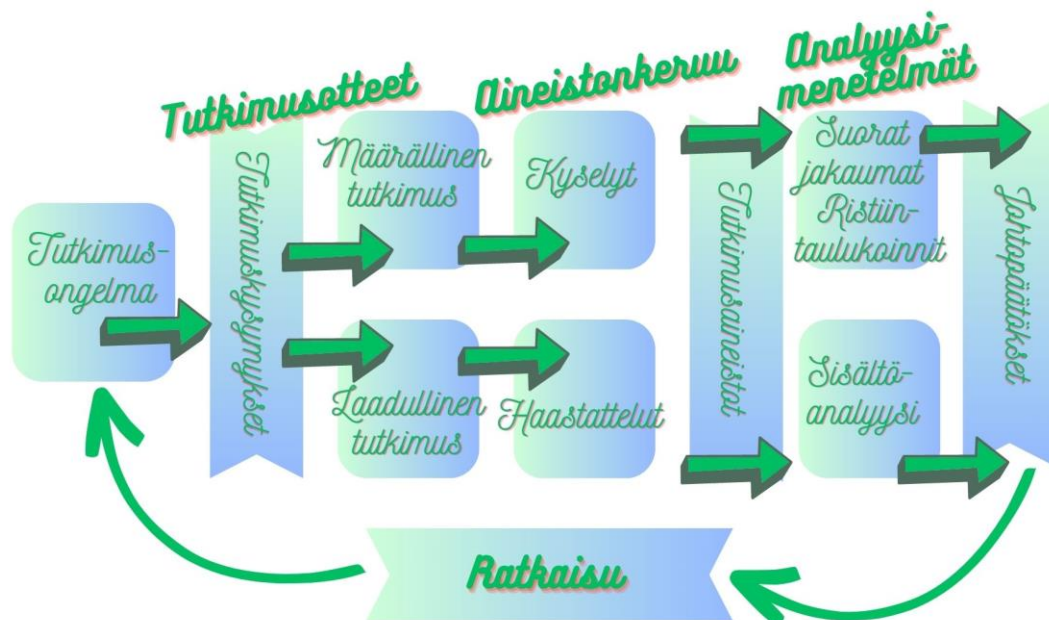 Tutkimusotteet
Aineistonkeruu
Analyysi-
menetelmät
Tutkimus-
ongelma
Tutkimuskysymykset
Määrällinen
tutkimus
Laadullinen
tutkimus
Kyselyt
Haastattelut
Tutkimusaineistot
Suorat
jakaumat
Ristiin-
taulukoinnit
Sisältö-
analyysi
Johtopäätökset
Ratkaisu